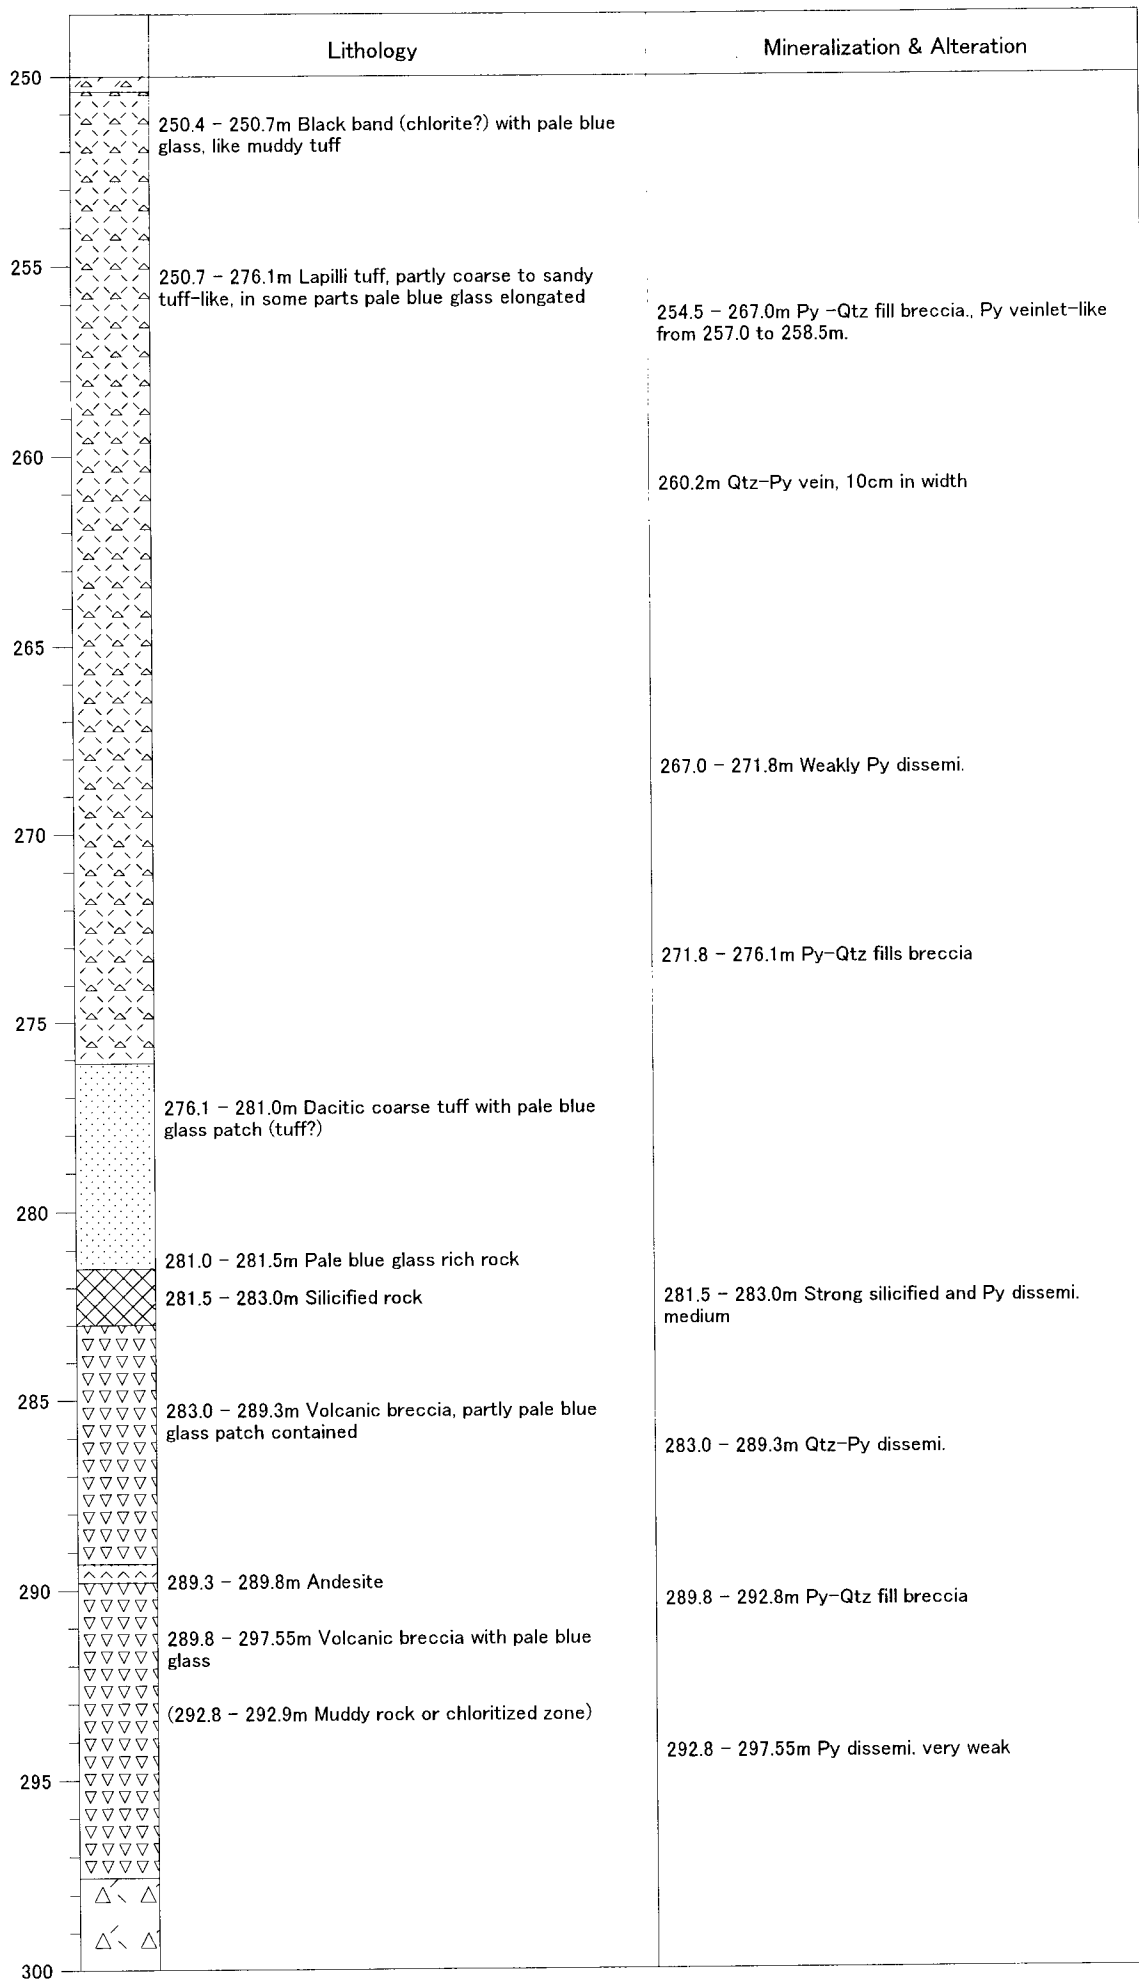 Lithology
Mineralization & Alteration
250
250.4 - 250.7m Black band (chlorite?) with pale blue
glass, like muddy tuff
255
250.7 - 276.1m Lapilli tuff, partly coarse to sandy
tuff-like, in some parts pale blue glass elongated
254.5 - 267.0m Py -Qtz fill breccia., Py veinlet-like
from 257.0 to 258.5m.
260
260.2m Qtz-Py vein, 10cm in width
265
267.0 - 271.8m Weakly Py dissemi.
270
271.8 - 276.1m Py-Qtz fills breccia
275
276.1 - 281.0m Dacitic coarse tuff with pale blue
glass patch (tuff?)
280
281.0 - 281.5m Pale blue glass rich rock
281.5 - 283.0m Silicified rock
281.5 - 283.0m Strong silicified and Py dissemi.
medium
285
283.0 - 289.3m Volcanic breccia, partly pale blue
glass patch contained
283.0 - 289.3m Qtz-Py dissemi.
289.3 - 289.8m Andesite
290
289.8 - 292.8m Py-Qtz fill breccia
289.8 - 297.55m Volcanic breccia with pale blue
glass
(292.8 - 292.9m Muddy rock or chloritized zone)
292.8 - 297.55m Py dissemi. very weak
295
300